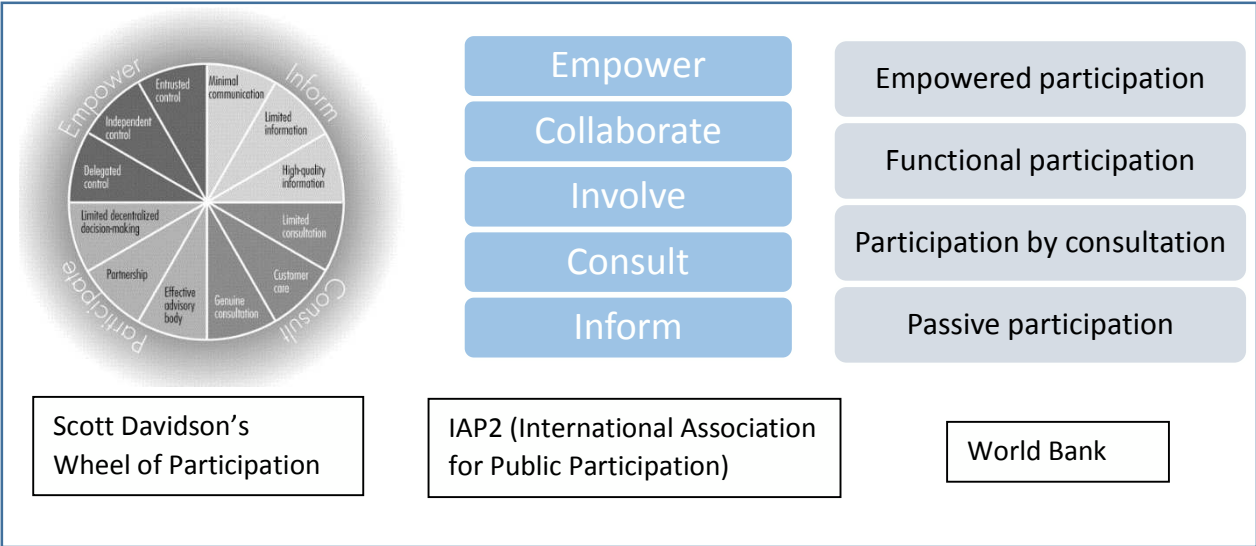 Empower
Inform
Consult
Participate
Minimal
communication
Limited
information
High-quality
information
Limited
consultation
Customer
care
Genuine
consultation
Effective
advisory
body
Partnership
Limited decentralized
decision-making
Delegated
control
Independent
control
Entrusted
control
Scott Davidson’s
Wheel of Participation
Empower
Collaborate
Involve
Consult
Inform
IAP2 (International Association
for Public Participation)
Empowered participation
Functional participation
Participation by consultation
Passive participation
World Bank